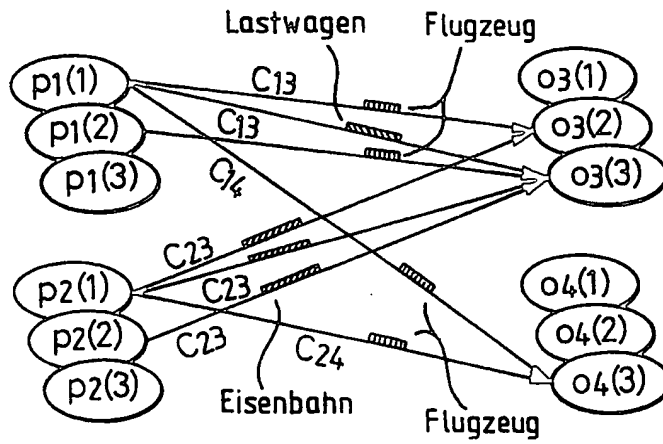 Lastwagen Flugzeug
p1(1) C13 o3(1)
p1(2) C13 o3(2)
p1(3) C14 o3(3)
p2(1) C23 o4(1)
p2(2) C23 o4(2)
p2(3) C23 C24 o4(3)
Eisenbahn Flugzeug